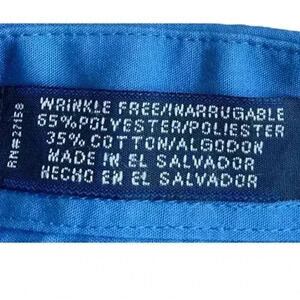 WRINKLE FREE/INARRUGABLE
65%POLYESTER/POLIESTER
35% COTTON/ALGODON
MADE IN EL SALVADOR
HECHO EN EL SALVADOR
RN#27158